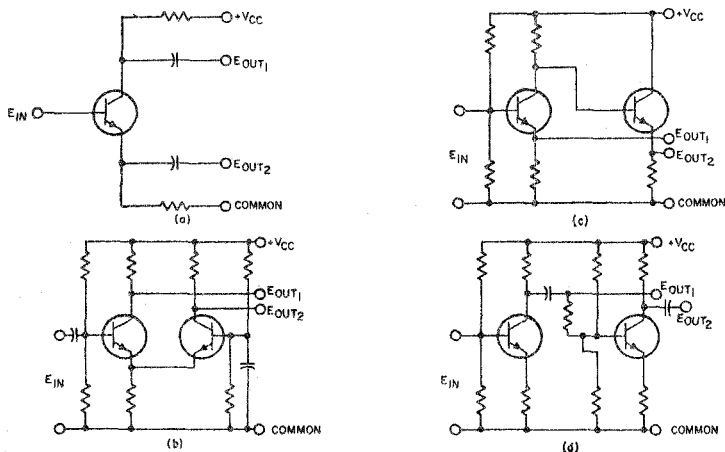 +VCC
EOUT1
EIN
EOUT2
COMMON
(a)
+VCC
EOUT1
EOUT2
EIN
COMMON
(b)
+VCC
EOUT1
EOUT2
EIN
COMMON
(c)
+VCC
EOUT1
EOUT2
EIN
COMMON
(d)